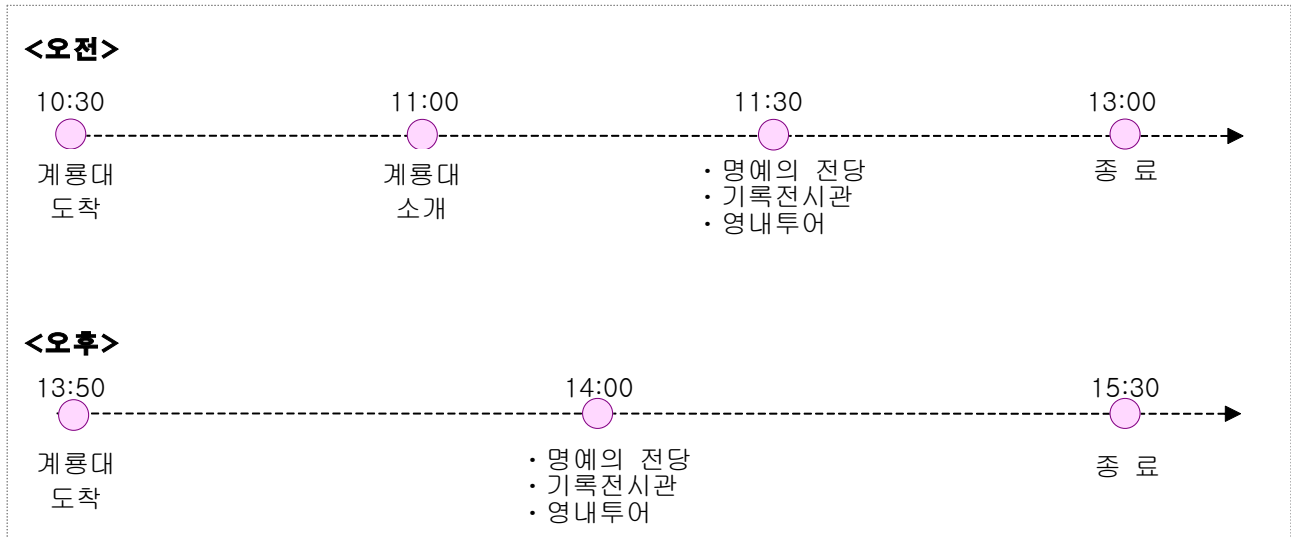 <오전>
10:30 11:00 11:30 13:00
계룡대 계룡대 ・명예의 전당 종 료
도착 소개 ・기록전시관
・영내투어
<오후>
13:50 14:00 15:30
계룡대 ・명예의 전당 종 료
도착 ・기록전시관
・영내투어